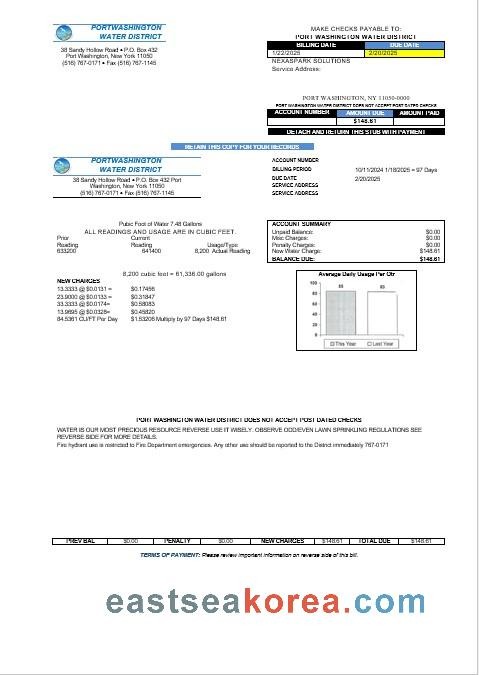 PORTWASHINGTON
WATER DISTRICT
38 Sandy Hollow Road • P.O. Box 432
Port Washington, New York 11050
(516) 767-0171 • Fax (516) 767-1145
MAKE CHECKS PAYABLE TO:
PORT WASHINGTON WATER DISTRICT
BILLING DATE DUE DATE
1/22/2025 2/20/2025
NEXASPARK SOLUTIONS
Service Address:
PORT WASHINGTON, NY 11050-0000
PORT WASHINGTON WATER DISTRICT DOES NOT ACCEPT POST DATED CHECKS
ACCOUNT NUMBER AMOUNT DUE AMOUNT PAID
$148.61
DETACH AND RETURN THIS STUB WITH PAYMENT
RETAIN THIS COPY FOR YOUR RECORDS
PORTWASHINGTON
WATER DISTRICT
38 Sandy Hollow Road • P.O. Box 432 Port
Washington, New York 11050
(516) 767-0171 • Fax (516) 767-1145
ACCOUNT NUMBER
BILLING PERIOD 10/11/2024 1/18/2025 = 97 Days
DUE DATE 2/20/2025
SERVICE ADDRESS
SERVICE ADDRESS
Cubic Foot of Water 7.48 Gallons
ALL READINGS AND USAGE ARE IN CUBIC FEET.
Prior Current
Reading Reading Usage/Type
633200 641400 8,200 Actual Reading
8,200 cubic foot = 61,336.00 gallons
NEW CHARGES
13.3333 @ $0.0131 = $0.17456
23.9000 @ $0.0133 = $0.31847
33.3333 @ $0.0174= $0.58083
13.9695 @ $0.0328= $0.45820
84.5361 CU/FT Per Day $1.53206 Multiply by 97 Days $148.61
ACCOUNT SUMMARY
Unpaid Balance: $0.00
Misc Charges: $0.00
Penalty Charges: $0.00
New Water Charge: $148.61
BALANCE DUE: $148.61
Average Daily Usage Per Qtr
100
80
60
40
20
0
85 85
This Year Last Year
PORT WASHINGTON WATER DISTRICT DOES NOT ACCEPT POST DATED CHECKS
WATER IS OUR MOST PRECIOUS RESOURCE REVERSE USE IT WISELY. OBSERVE ODD/EVEN LAWN SPRINKLING REGULATIONS SEE
REVERSE SIDE FOR MORE DETAILS.
Fire hydrant use is restricted to Fire Department emergencies. Any other use should be reported to the District immediately 767-0171
PREV BAL $0.00 PENALTY $0.00 NEW CHARGES $148.61 TOTAL DUE $148.61
TERMS OF PAYMENT: Please review important information on reverse side of this bill.
eastseakorea.com